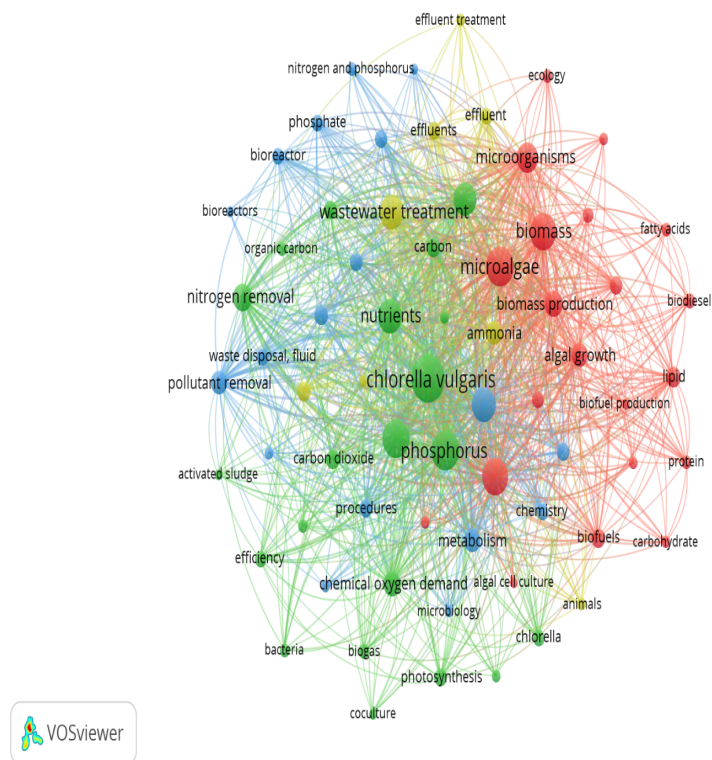 effluent treatment
nitrogen and phosphorus
ecology
phosphate
effluent
effluents
bioreactor
microorganisms
bioreactors
wastewater treatment
biomass
fatty acids
organic carbon
carbon
microalgae
nitrogen removal
biomass production
biodiesel
nutrients
ammonia
waste disposal, fluid
algal growth
pollutant removal
chlorella vulgaris
lipid
biofuel production
phosphorus
carbon dioxide
protein
activated sludge
procedures
chemistry
metabolism
biofuels
carbohydrate
efficiency
chemical oxygen demand
algal cell culture
microbiology
animals
chlorella
bacteria
biogas
photosynthesis
coculture
VOSviewer